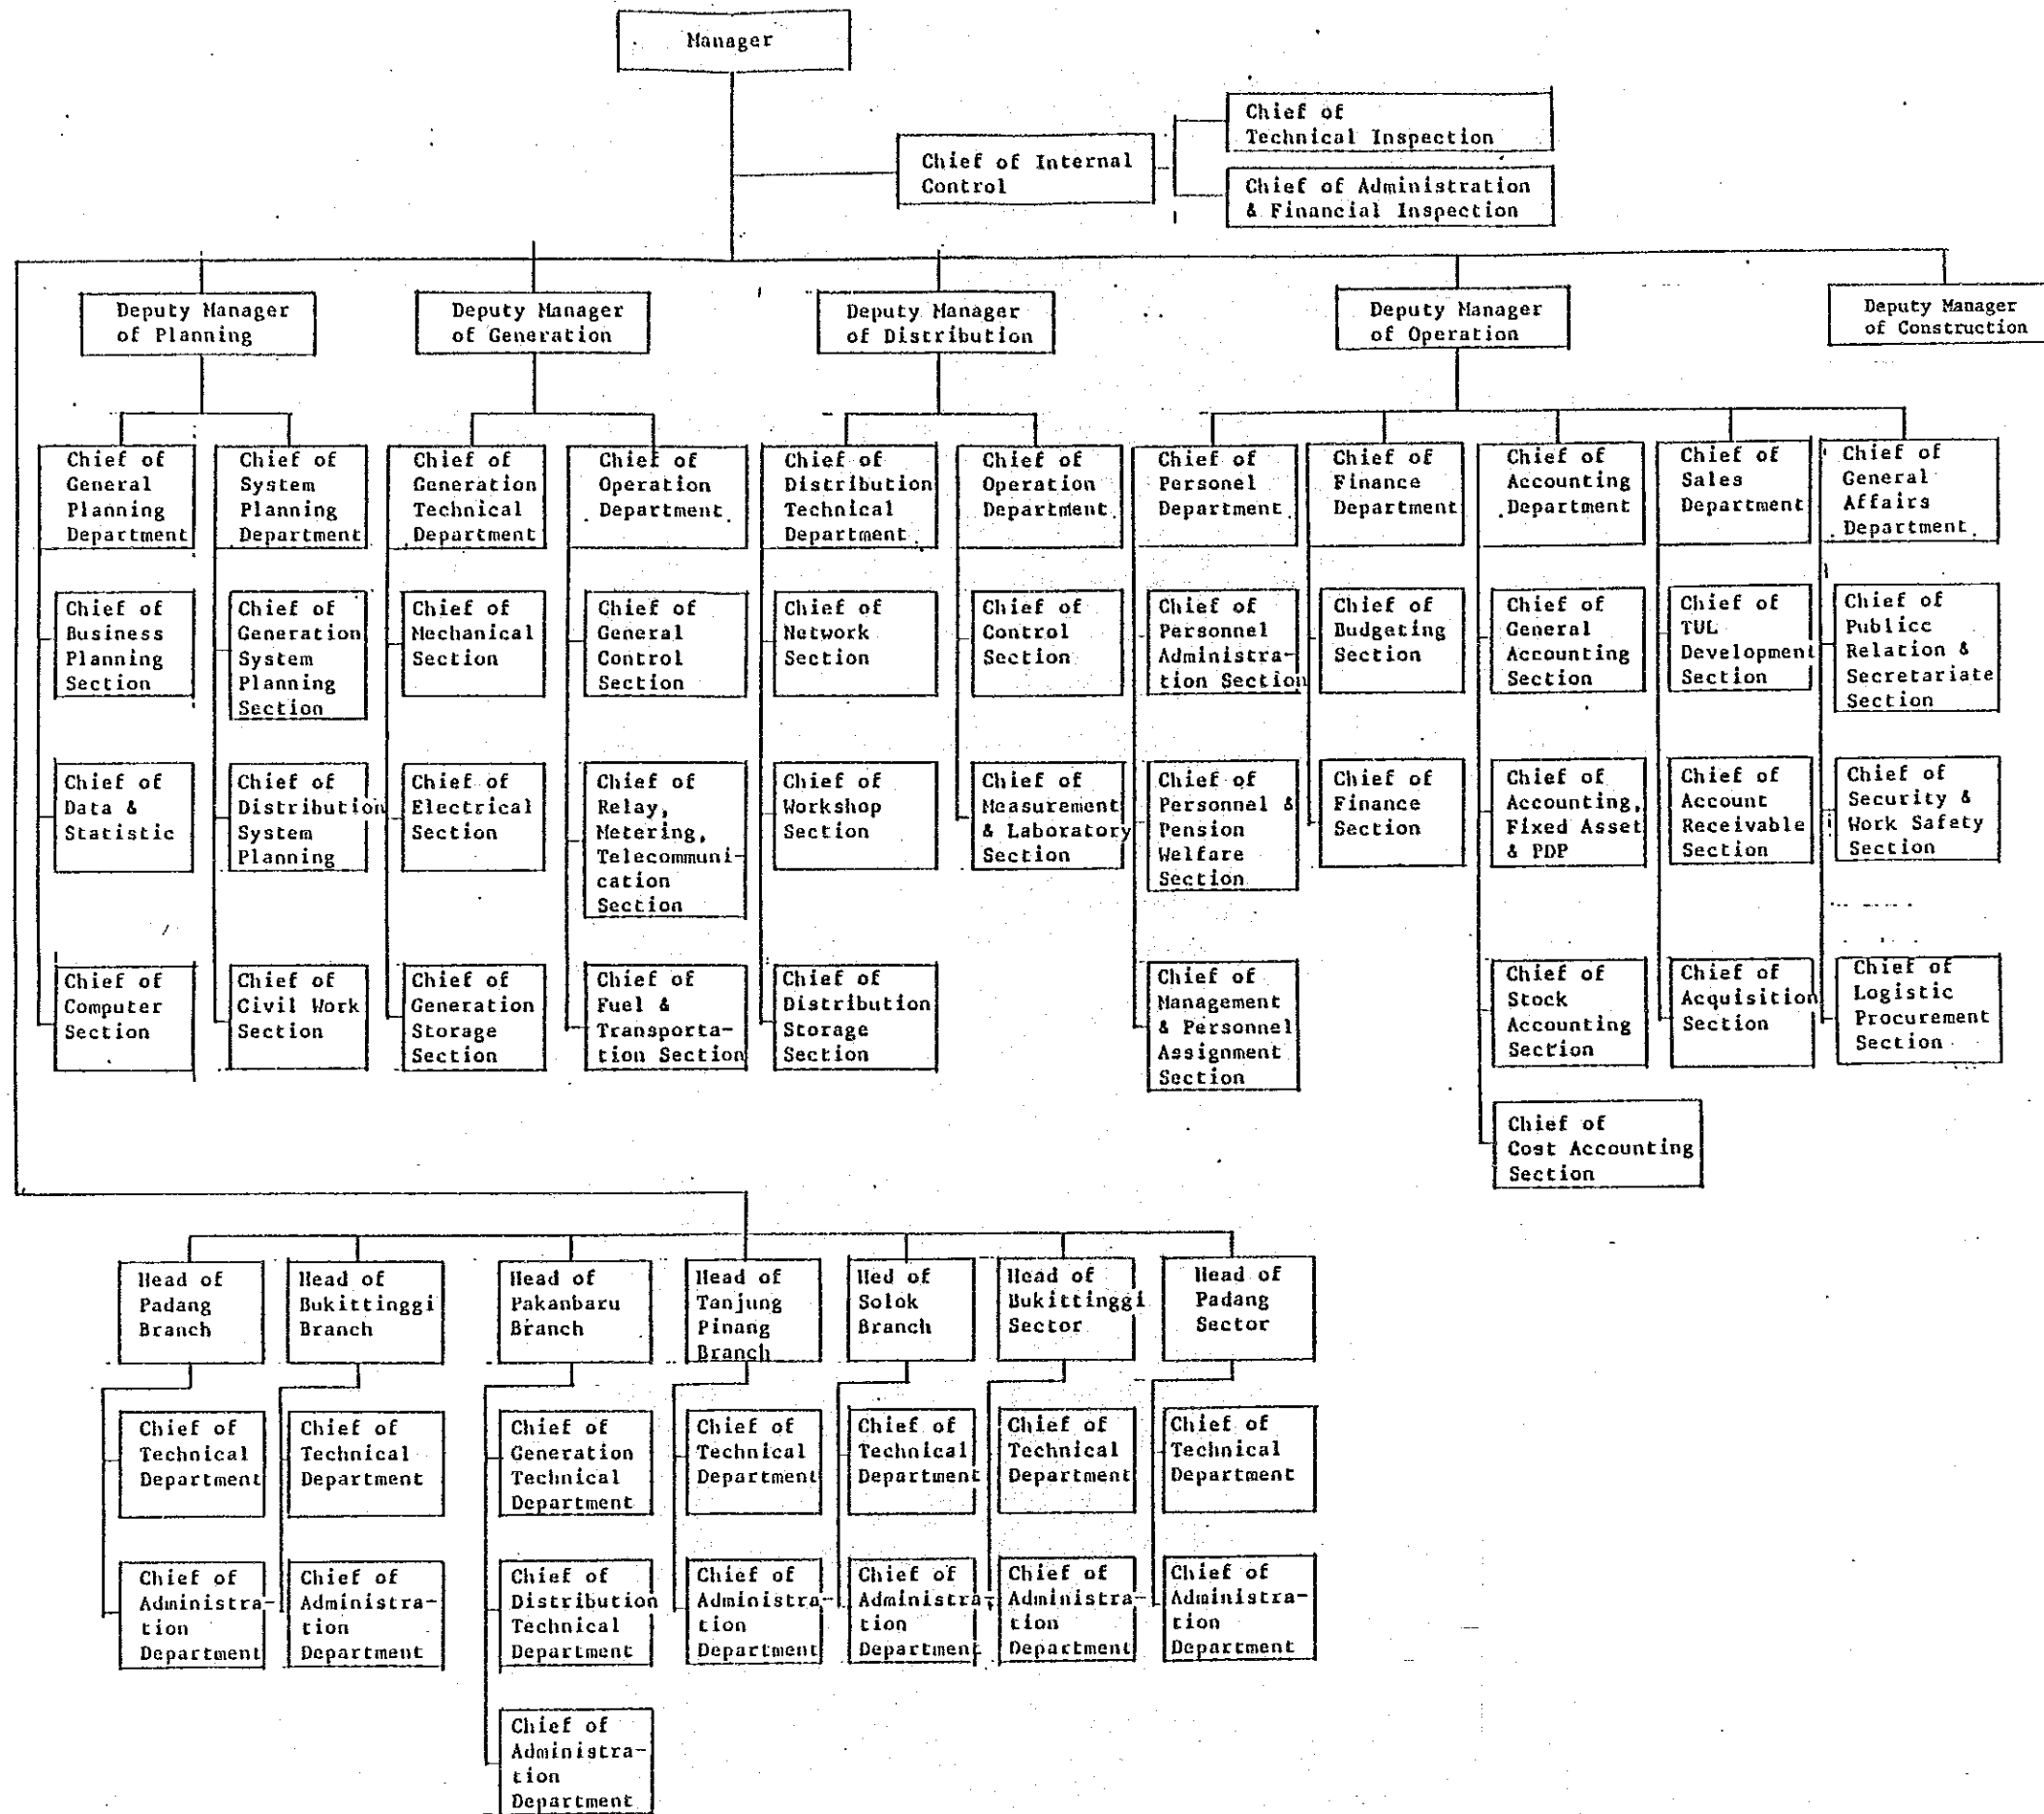 Manager
Chief of
Technical Inspection
Chief of Internal
Control
Chief of Administration
& Financial Inspection
Deputy Manager
of Planning
Deputy Manager
of Generation
Deputy Manager
of Distribution
Deputy Manager
of Operation
Deputy Manager
of Construction
Chief of
General
Planning
Department
Chief of
System
Planning
Department
Chief of
Generation
Technical
Department
Chief of
Operation
Department
Chief of
Distribution
Technical
Department
Chief of
Operation
Department
Chief of
Personel
Department
Chief of
Finance
Department
Chief of
Accounting
Department
Chief of
Sales
Department
Chief of
General
Affairs
Department
Chief of
Business
Planning
Section
Chief of
Generation
System
Planning
Section
Chief of
Mechanical
Section
Chief of
General
Control
Section
Chief of
Network
Section
Chief of
Control
Section
Chief of
Personnel
Administra-
tion Section
Chief of
Budgeting
Section
Chief of
General
Accounting
Section
Chief of
TUL
Development
Section
Chief of
Publicc
Relation &
Secretariate
Section
Chief of
Data &
Statistic
Chief of
Distribution
System
Planning
Chief of
Electrical
Section
Chief of
Relay,
Metering,
Telecommuni-
cation
Section
Chief of
Workshop
Section
Chief of
Measurement
& Laboratory
Section
Chief of
Personnel &
Pension
Welfare
Section
Chief of
Finance
Section
Chief of
Accounting,
Fixed Asset
& PDP
Chief of
Account
Receivable
Section
Chief of
Security &
Work Safety
Section
Chief of
Computer
Section
Chief of
Civil Work
Section
Chief of
Generation
Storage
Section
Chief of
Fuel &
Transporta-
tion Section
Chief of
Distribution
Storage
Section
Chief of
Management
& Personnel
Assignment
Section
Chief of
Stock
Accounting
Section
Chief of
Acquisition
Section
Chief of
Logistic
Procurement
Section
Chief of
Cost Accounting
Section
Head of
Padang
Branch
Head of
Bukittinggi
Branch
Head of
Pakanbaru
Branch
Head of
Tanjung
Pinang
Branch
Hed of
Solok
Branch
Head of
Bukittinggi
Sector
Head of
Padang
Sector
Chief of
Technical
Department
Chief of
Technical
Department
Chief of
Generation
Technical
Department
Chief of
Technical
Department
Chief of
Technical
Department
Chief of
Technical
Department
Chief of
Technical
Department
Chief of
Administra-
tion
Department
Chief of
Administra-
tion
Department
Chief of
Distribution
Technical
Department
Chief of
Administra-
tion
Department
Chief of
Administra-
tion
Department
Chief of
Administra-
tion
Department
Chief of
Administra-
tion
Department
Chief of
Administra-
tion
Department